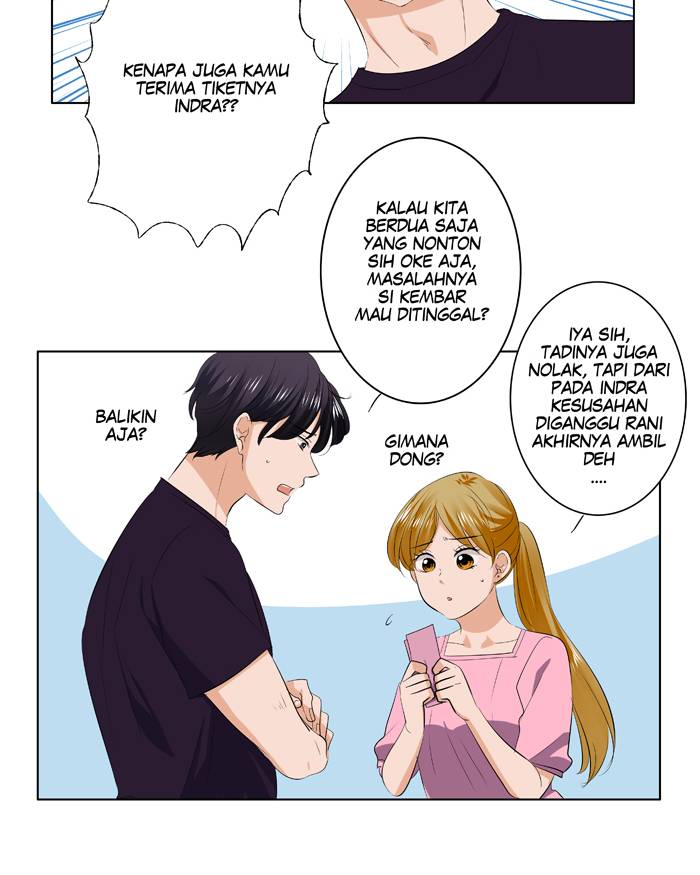 KENAPA JUGA KAMU
TERIMA TIKETNYA
INDRA??
KALAU KITA
BERDUA SAJA
YANG NONTON
SIH OKE AJA,
MASALAHNYA
SI KEMBAR
MAU DITINGGAL?
IYA SIH,
TADINYA JUGA
NOLAK, TAPI DARI
PADA INDRA
KESUSAHAN
DIGANGGU RANI
AKHIRNYA AMBIL
DEH
....
BALIKIN
AJA?
GIMANA
DONG?